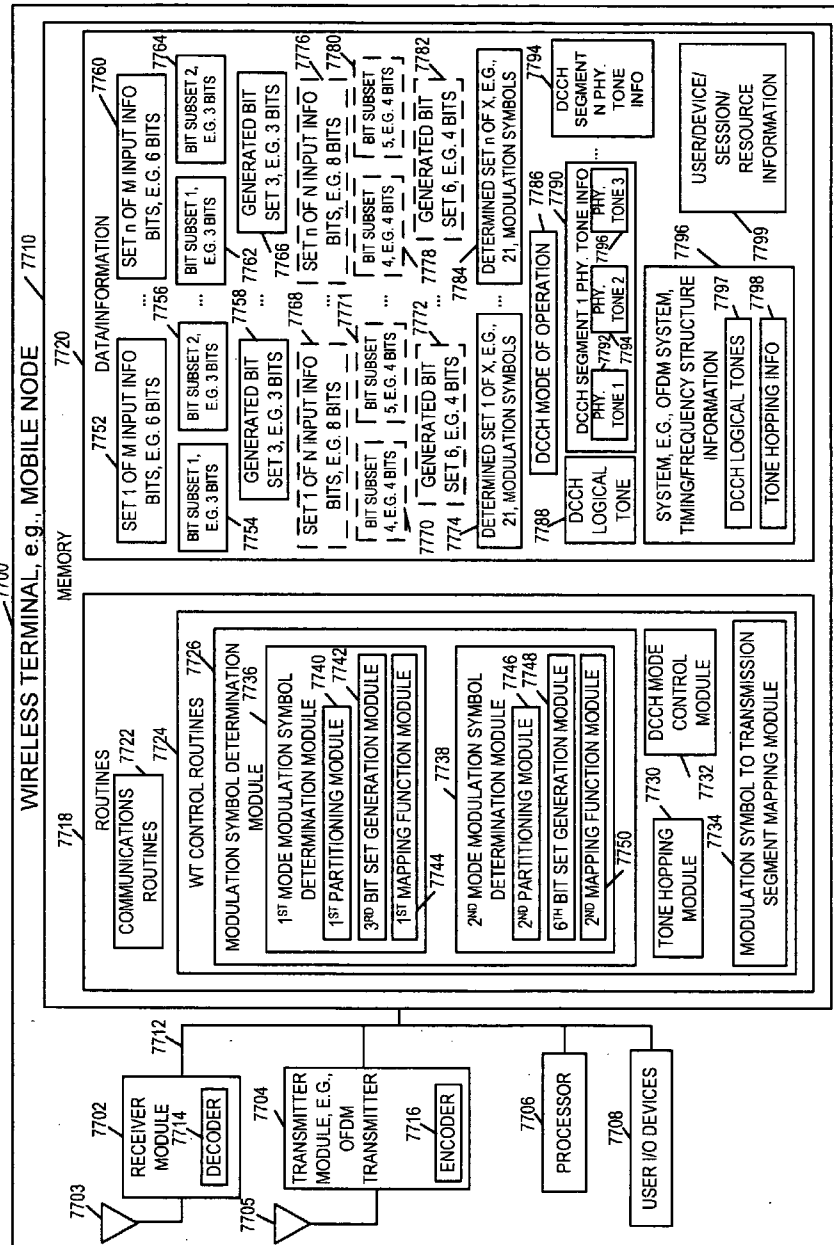 7700
WIRELESS TERMINAL, e.g., MOBILE NODE
7710
7703
7702
RECEIVER
MODULE
7714
DECODER
7712
7705
7704
TRANSMITTER
MODULE, E.G.,
OFDM
TRANSMITTER
7716
ENCODER
7706
PROCESSOR
7708
USER I/O DEVICES
MEMORY
7718
ROUTINES
7722
COMMUNICATIONS
ROUTINES
7724
WT CONTROL ROUTINES
7726
MODULATION SYMBOL DETERMINATION
MODULE
7736
1ST MODE MODULATION SYMBOL
DETERMINATION MODULE
7740
1ST PARTITIONING MODULE
7742
3RD BIT SET GENERATION MODULE
1ST MAPPING FUNCTION MODULE
7744
7738
2ND MODE MODULATION SYMBOL
DETERMINATION MODULE
7746
2ND PARTITIONING MODULE
7748
6TH BIT SET GENERATION MODULE
2ND MAPPING FUNCTION MODULE
7750
7730
TONE HOPPING
MODULE
DCCH MODE
CONTROL
MODULE
7732
7734
MODULATION SYMBOL TO TRANSMISSION
SEGMENT MAPPING MODULE
7720
DATA/INFORMATION
7752
SET 1 OF M INPUT INFO
BITS, E.G. 6 BITS
...
SET n OF M INPUT INFO
BITS, E.G. 6 BITS
7760
7756
7764
BIT SUBSET 1,
E.G. 3 BITS
BIT SUBSET 2,
E.G. 3 BITS
...
BIT SUBSET 1,
E.G. 3 BITS
BIT SUBSET 2,
E.G. 3 BITS
7754
7758
7762
GENERATED BIT
SET 3, E.G. 3 BITS
...
GENERATED BIT
SET 3, E.G. 3 BITS
7766
7768
SET 1 OF N INPUT INFO
BITS, E.G. 8 BITS
...
SET n OF N INPUT INFO
BITS, E.G. 8 BITS
7776
7771
7780
BIT SUBSET
4, E.G. 4 BITS
BIT SUBSET
5, E.G. 4 BITS
...
BIT SUBSET
4, E.G. 4 BITS
BIT SUBSET
5, E.G. 4 BITS
7770
7772
7778
GENERATED BIT
SET 6, E.G. 4 BITS
...
GENERATED BIT
SET 6, E.G. 4 BITS
7782
7774
7784
DETERMINED SET 1 OF X, E.G.,
21, MODULATION SYMBOLS
...
DETERMINED SET n OF X, E.G.,
21, MODULATION SYMBOLS
DCCH MODE OF OPERATION
7786
7788
DCCH
LOGICAL
TONE
7790
DCCH SEGMENT 1 PHY. TONE INFO
7792
PHY.
TONE 1
7794
PHY.
TONE 2
7796
PHY.
TONE 3
...
7794
DCCH
SEGMENT
N PHY.
TONE
INFO
7796
SYSTEM, E.G., OFDM SYSTEM,
TIMING/FREQUENCY STRUCTURE
INFORMATION
7797
DCCH LOGICAL TONES
7798
TONE HOPPING INFO
USER/DEVICE/
SESSION/
RESOURCE
INFORMATION
7799